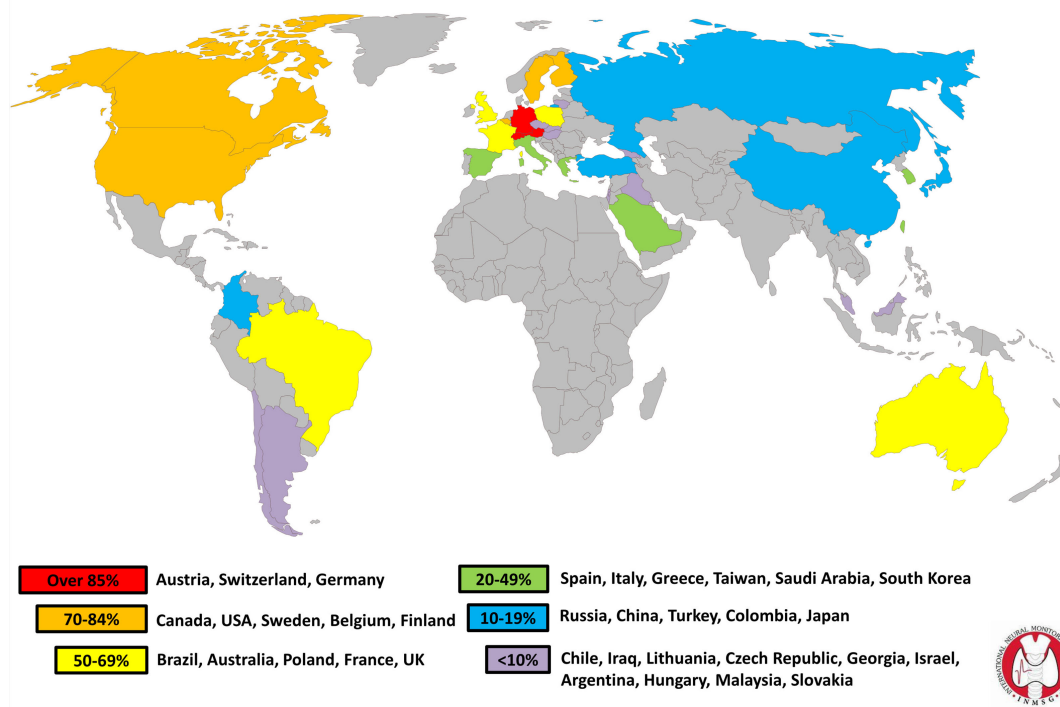 Over 85%
Austria, Switzerland, Germany
70-84%
Canada, USA, Sweden, Belgium, Finland
50-69%
Brazil, Australia, Poland, France, UK
20-49%
Spain, Italy, Greece, Taiwan, Saudi Arabia, South Korea
10-19%
Russia, China, Turkey, Colombia, Japan
<10%
Chile, Iraq, Lithuania, Czech Republic, Georgia, Israel,
Argentina, Hungary, Malaysia, Slovakia
INTERNATIONAL NEURAL
INMSG